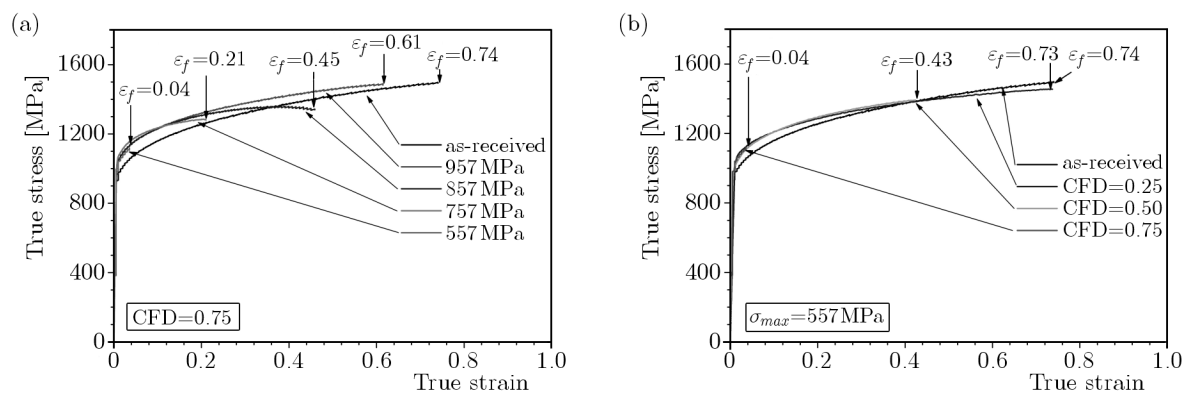 (a)
True stress [MPa]
1600
1200
800
400
0
0
0.2
0.4
0.6
0.8
1.0
True strain
εf=0.04
εf=0.21
εf=0.45
εf=0.61
εf=0.74
as-received
957 MPa
857 MPa
757 MPa
557 MPa
CFD=0.75
(b)
True stress [MPa]
1600
1200
800
400
0
0
0.2
0.4
0.6
0.8
1.0
True strain
εf=0.04
εf=0.43
εf=0.73
εf=0.74
as-received
CFD=0.25
CFD=0.50
CFD=0.75
σmax=557 MPa